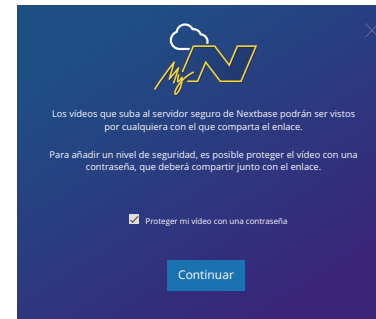 My N
Los vídeos que suba al servidor seguro de Nextbase podrán ser vistos
por cualquiera con el que comparta el enlace.
Para añadir un nivel de seguridad, es posible proteger el vídeo con una
contraseña, que deberá compartir junto con el enlace.
Proteger mi vídeo con una contraseña
Continuar